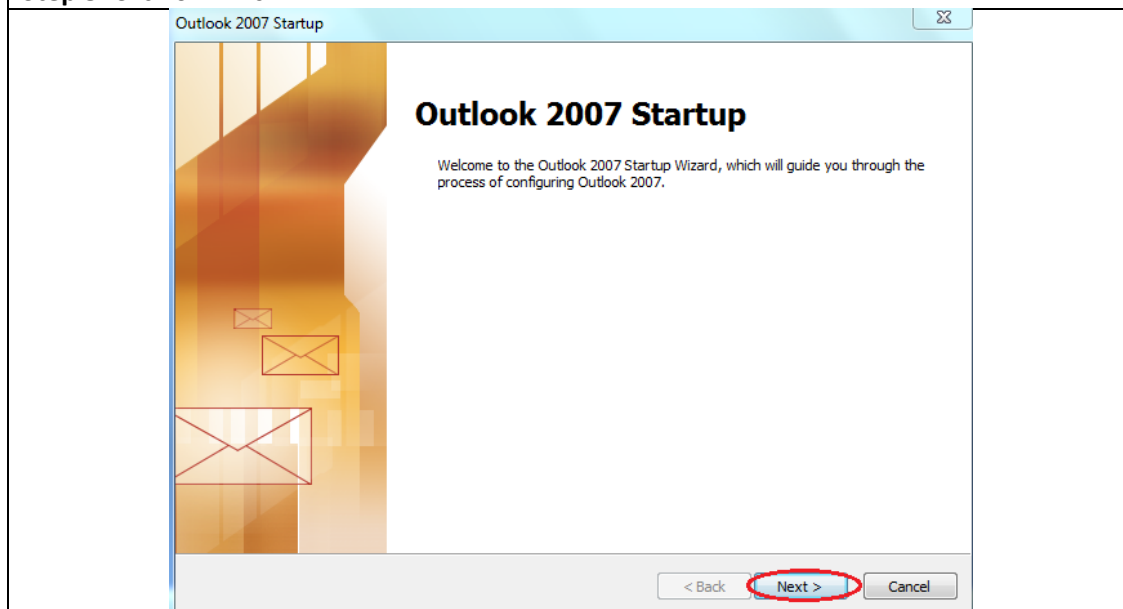 Outlook 2007 Startup
Outlook 2007 Startup
Welcome to the Outlook 2007 Startup Wizard, which will guide you through the
process of configuring Outlook 2007.
< Back Next > Cancel